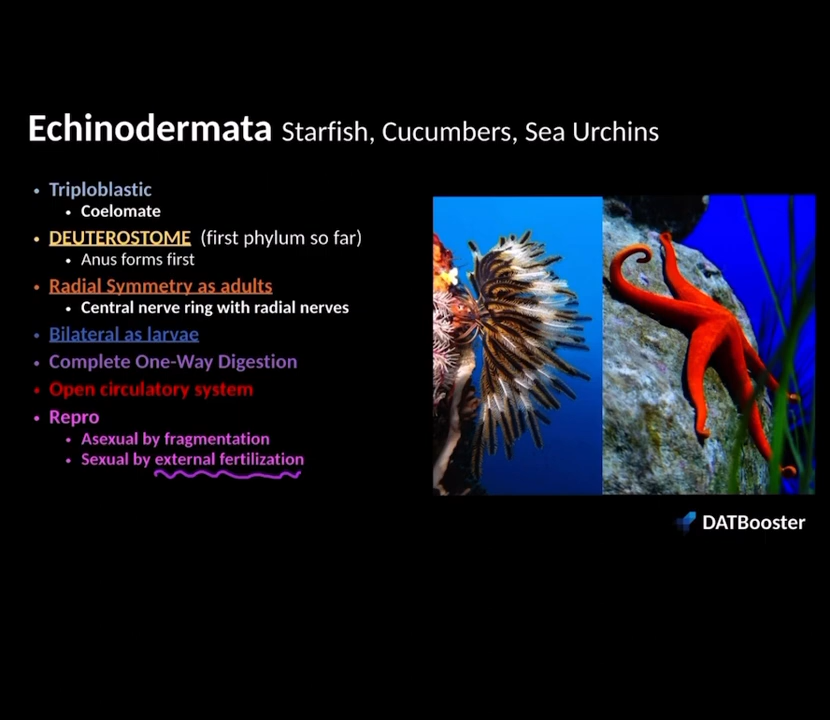 Echinodermata Starfish, Cucumbers, Sea Urchins
• Triploblastic
• Coelomate
• DEUTEROSTOME (first phylum so far)
• Anus forms first
• Radial Symmetry as adults
• Central nerve ring with radial nerves
• Bilateral as larvae
• Complete One-Way Digestion
• Open circulatory system
• Repro
• Asexual by fragmentation
• Sexual by external fertilization
DATBooster